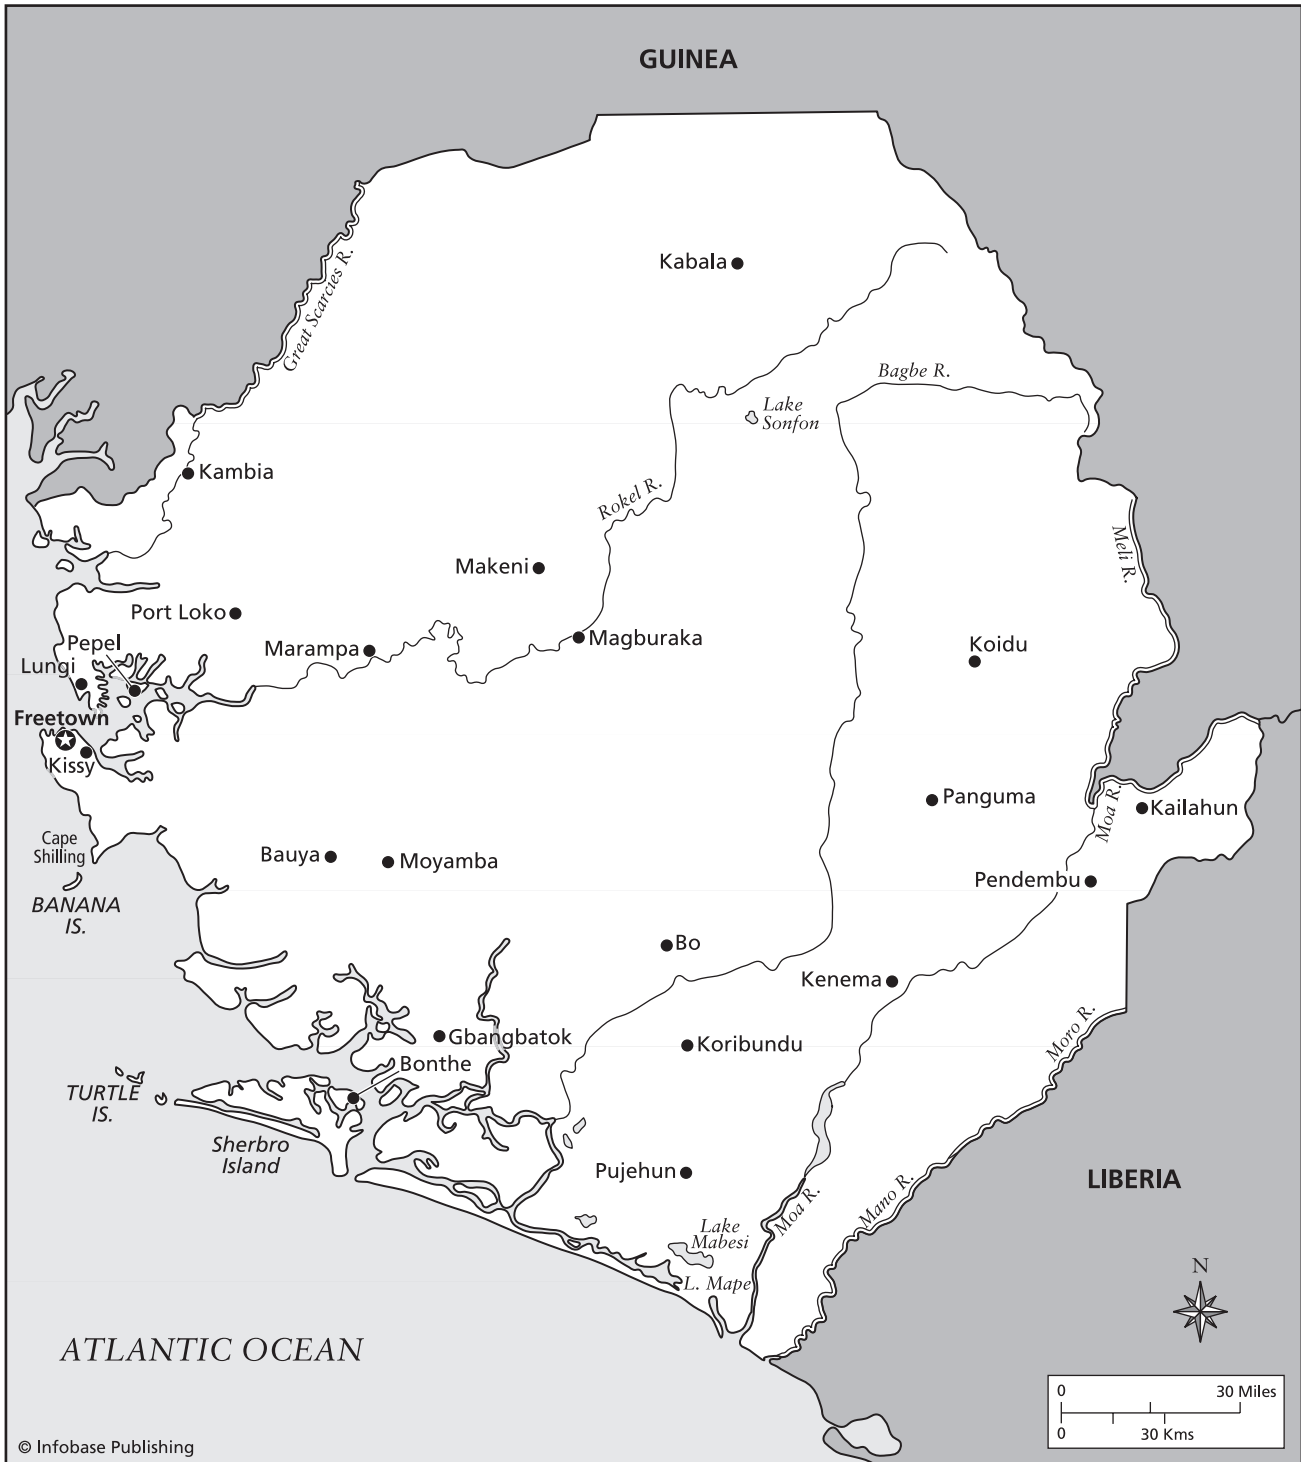 GUINEA
Kabala
Great Scarcies R.
Bagbe R.
Lake
Sonfon
Kambia
Rokel R.
Meli R.
Makeni
Port Loko
Magburaka
Pepel
Marampa
Koidu
Lungi
Freetown
Kissy
Panguma
Moa R.
Kailahun
Cape
Shilling
Bauya
Moyamba
Pendembu
BANANA
IS.
Bo
Kenema
Gbangbatok
Koribundu
Moro R.
Bonthe
TURTLE
IS.
Sherbro
Island
Pujehun
LIBERIA
Moa R.
Mano R.
Lake
Mabesi
L. Mape
N
ATLANTIC OCEAN
0 30 Miles
0 30 Kms
© Infobase Publishing